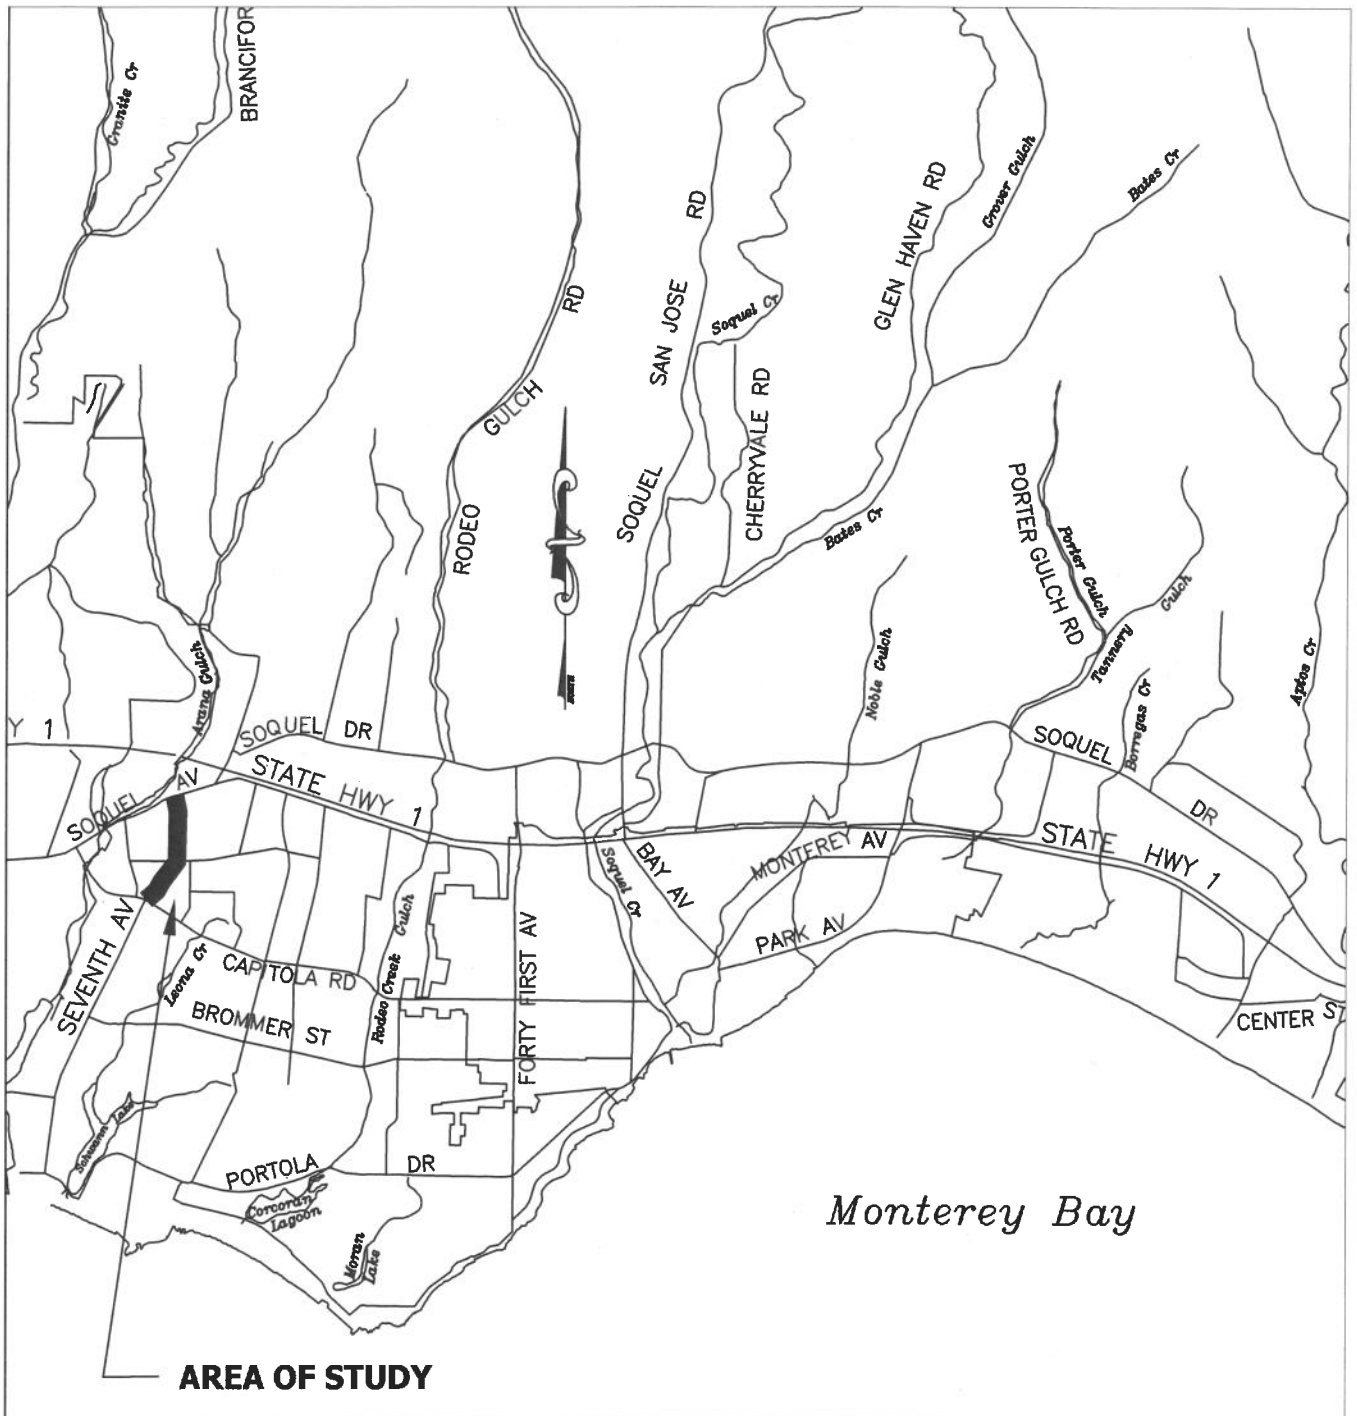 Granite Cr
BRANCIFOR
Grover Gulch
Bates Cr
GLEN HAVEN RD
SOQUEL SAN JOSE RD
Soquel Cr
RODEO GULCH RD
CHERRYVALE RD
Bates Cr
PORTER GULCH RD
Porter Gulch
Tannery Gulch
Noble Gulch
Borregas Cr
Aptos Cr
Arana Gulch
Y 1
SOQUEL DR
SOQUEL DR
SOQUEL AV
STATE HWY 1
STATE HWY 1
MONTEREY AV
BAY AV
Soquel Cr
PARK AV
SEVENTH AV
Leona Cr
CAPITOLA RD
Rodeo Creek Gulch
FORTY FIRST AV
BROMMER ST
CENTER ST
Schwann Lake
PORTOLA DR
Corcoran
Lagoon
Moran
Lake
Monterey Bay
AREA OF STUDY